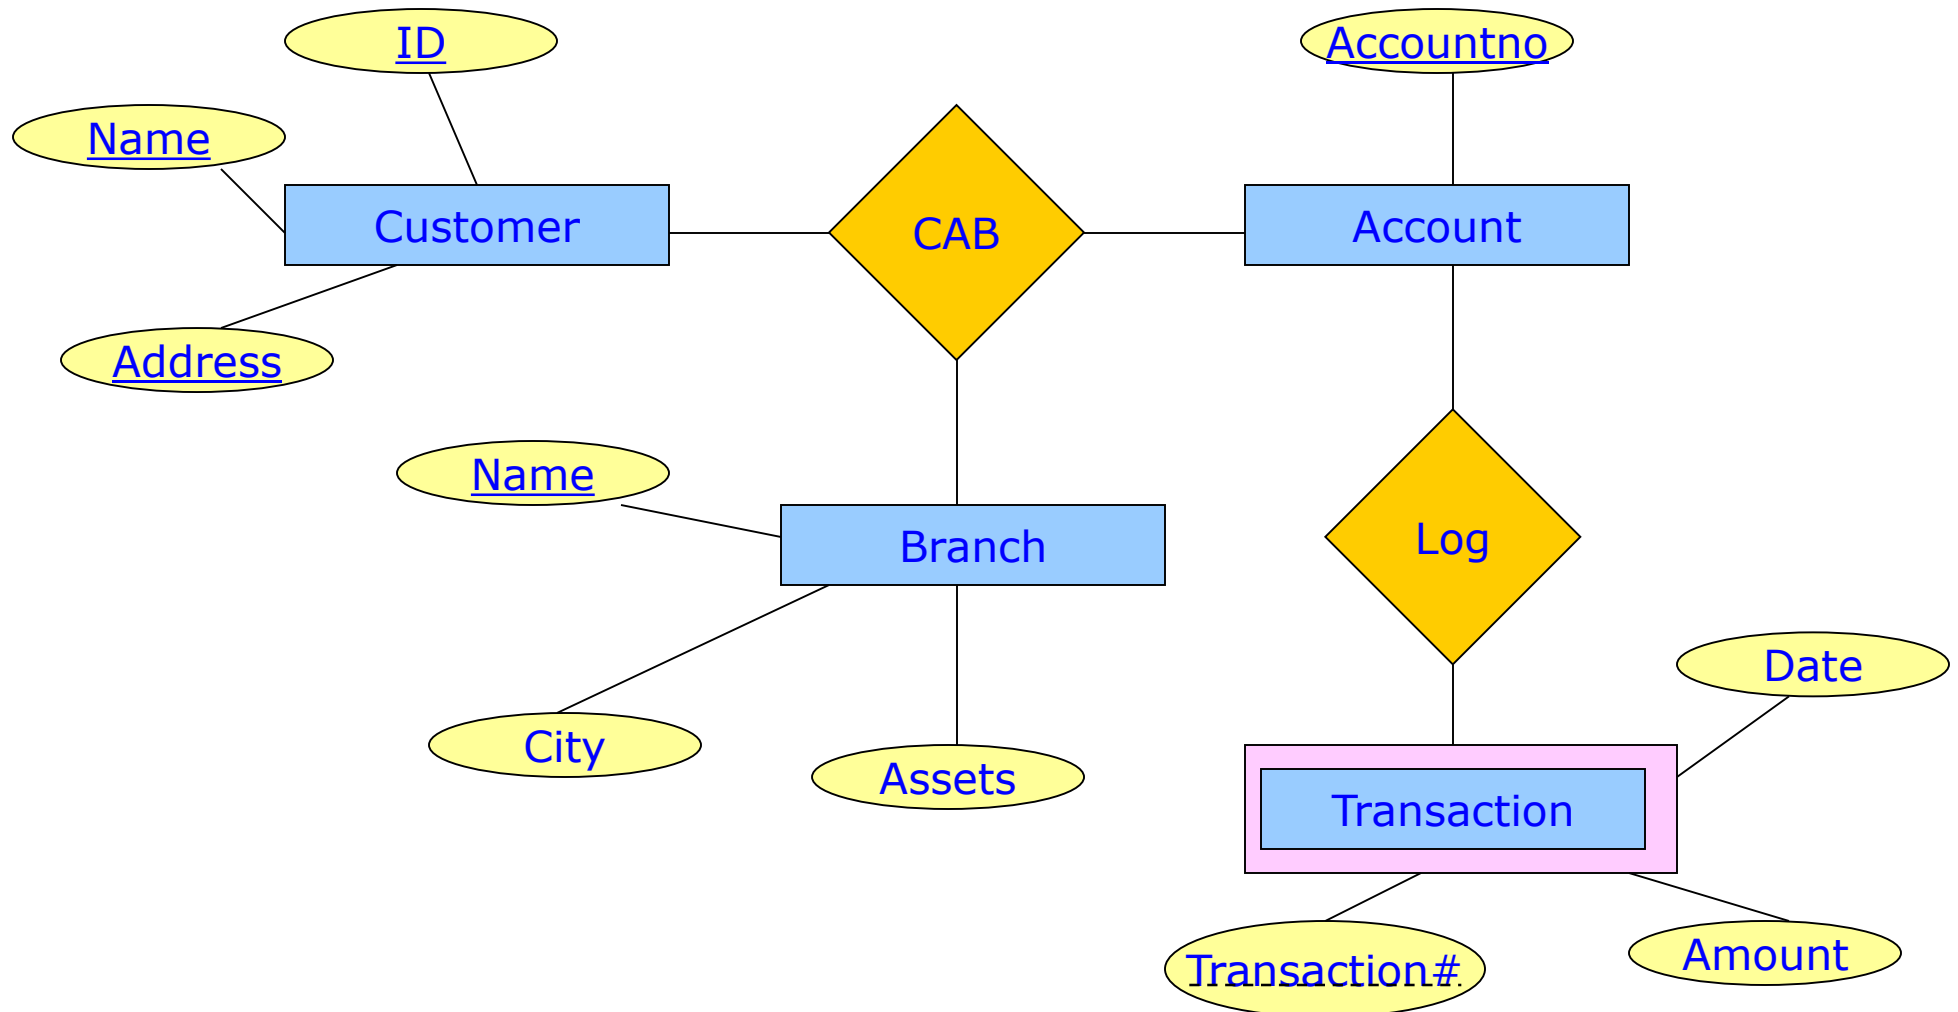 ID
Accountno
Name
Customer
CAB
Account
Address
Name
Branch
Log
Date
City
Assets
Transaction
Transaction#
Amount